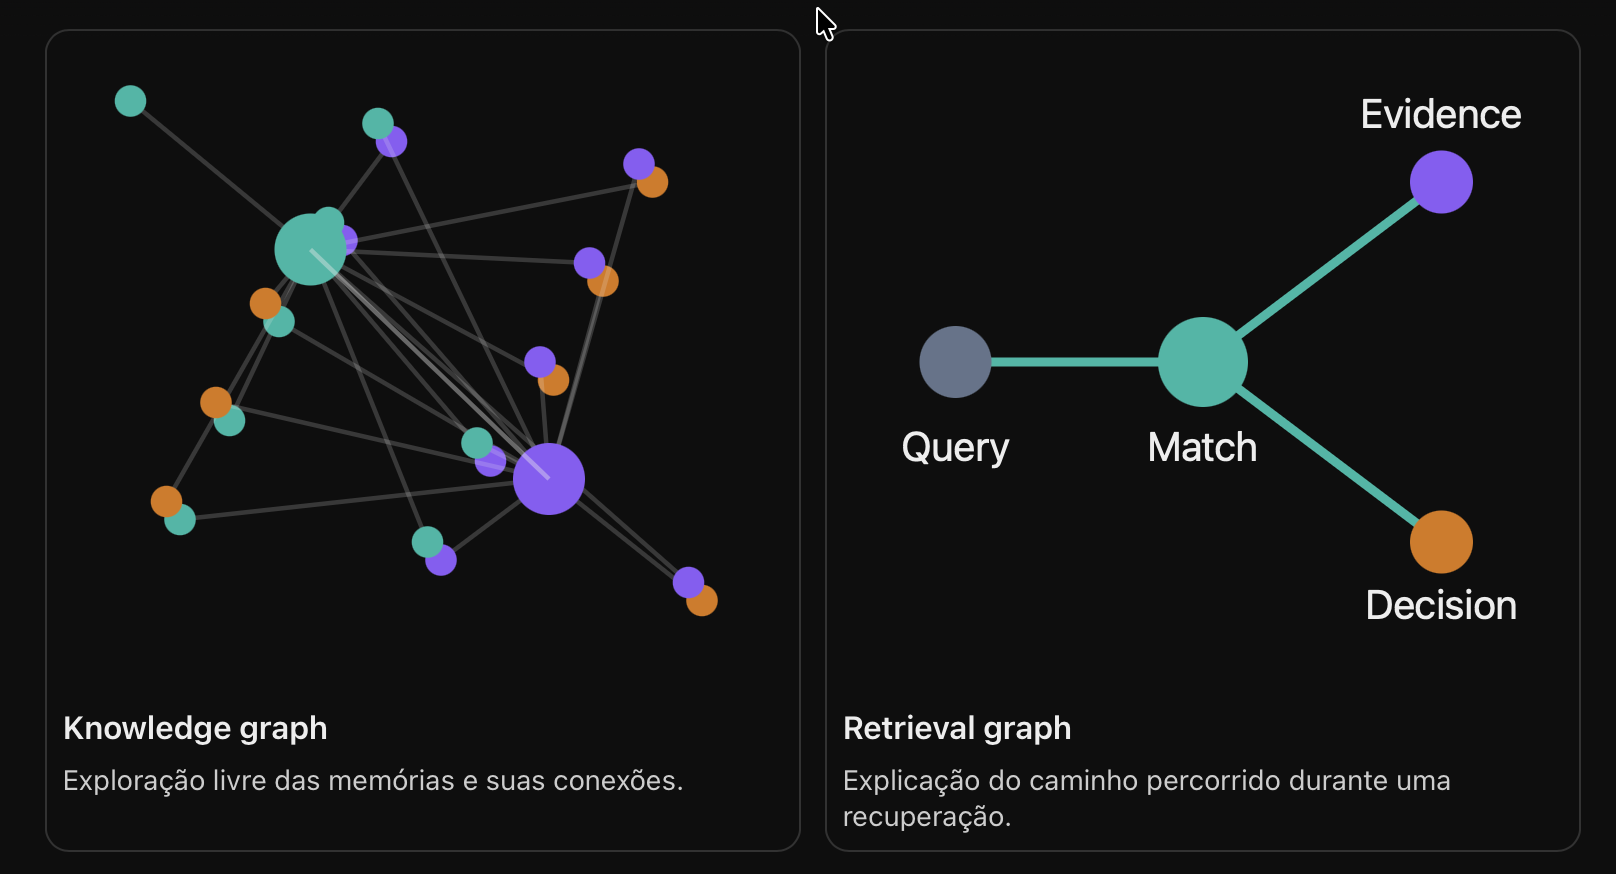 Evidence
Query
Match
Decision
Knowledge graph
Exploração livre das memórias e suas conexões.
Retrieval graph
Explicação do caminho percorrido durante uma
recuperação.